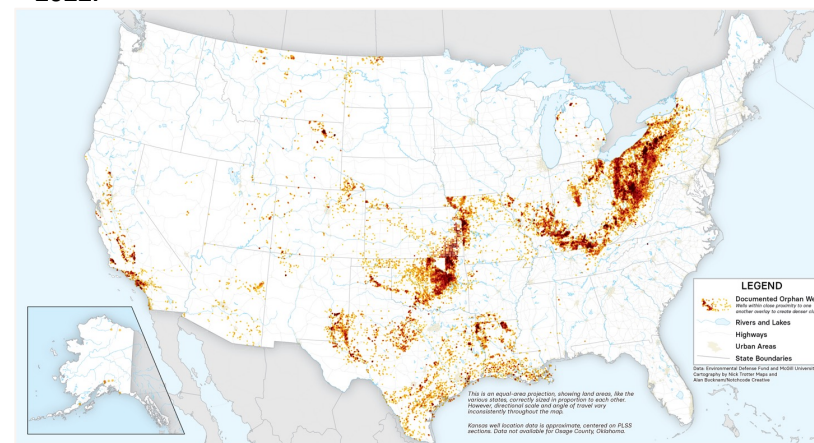 LEGEND
Documented Orphan We
Wells within close proximity to one
another overlay to create denser cl
Rivers and Lakes
Highways
Urban Areas
State Boundaries
Data: Environmental Defense Fund and McGill Universit
Cartography by Nick Trotter Maps and
Alan Bucknam/Notchcode Creative
This is an equal-area projection, showing land areas, like the
various states, correctly sized in proportion to each other.
However, directional scale and angle of travel vary
inconsistently throughout the map.
Kansas well location data is approximate, centered on PLSS
sections. Data not available for Osage County, Oklahoma.